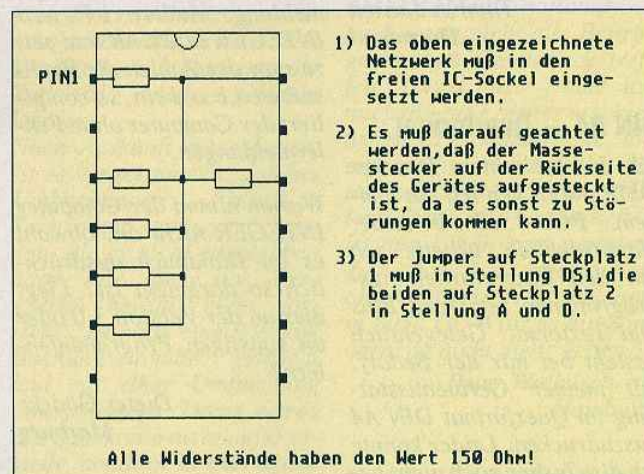 PIN1
1) Das oben eingezeichnete
Netzwerk muß in den
freien IC-Sockel einge-
setzt werden.
2) Es muß darauf geachtet
werden,daß der Masse-
stecker auf der Rückseite
des Gerätes aufgesteckt
ist, da es sonst zu Stö-
rungen kommen kann.
3) Der Jumper auf Steckplatz
1 muß in Stellung DS1,die
beiden auf Steckplatz 2
in Stellung A und D.
Alle Widerstände haben den Wert 150 Ohm!